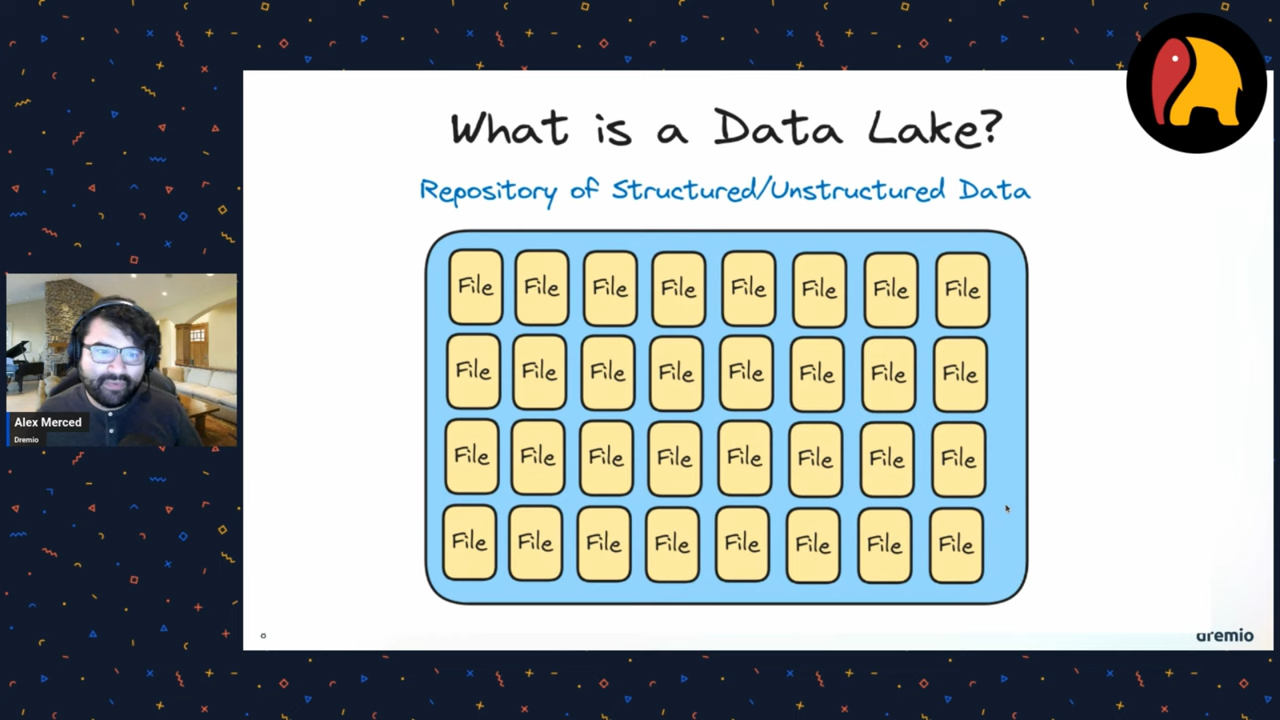 What is a Data Lake?
Repository of Structured/Unstructured Data
File File File File File File File File
File File File File File File File File
File File File File File File File File
File File File File File File File File
Alex Merced
Dremio
dremio